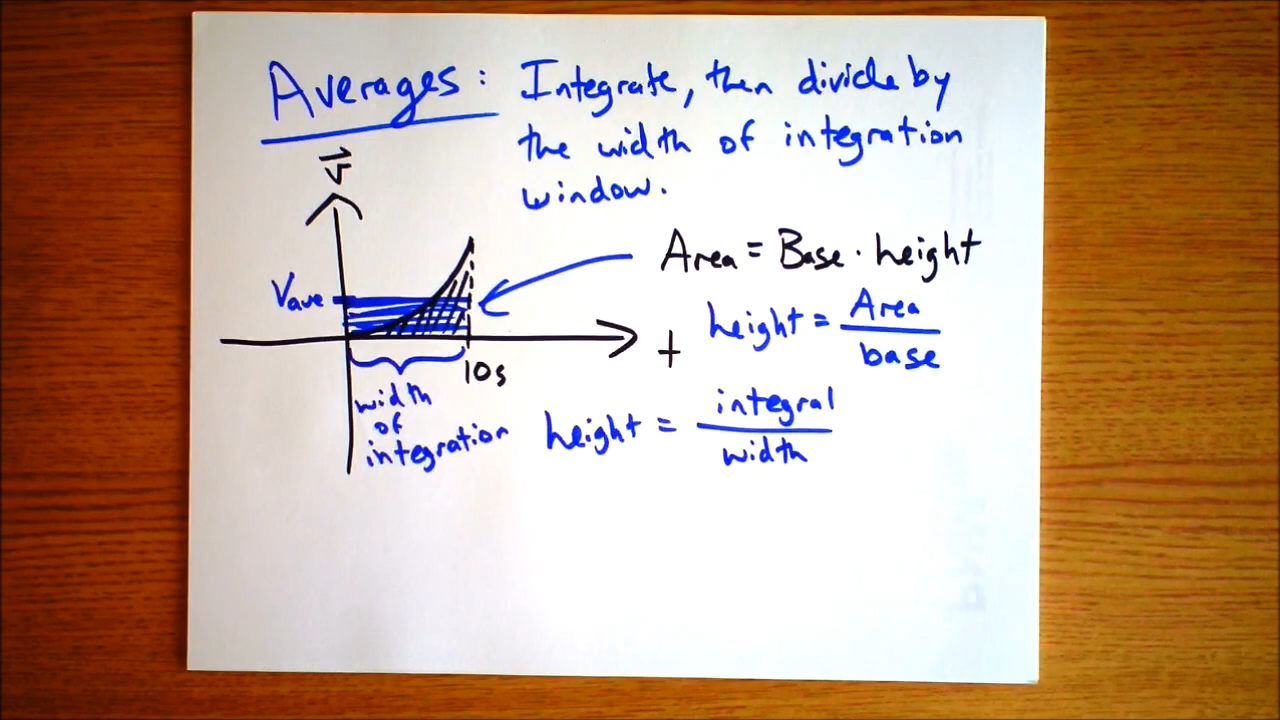 Averages: Integrate, then divide by
the width of integration
window.
v
Area = Base · height
Vave
height = Area
base
t
10s
width
of
integration
height = integral
width